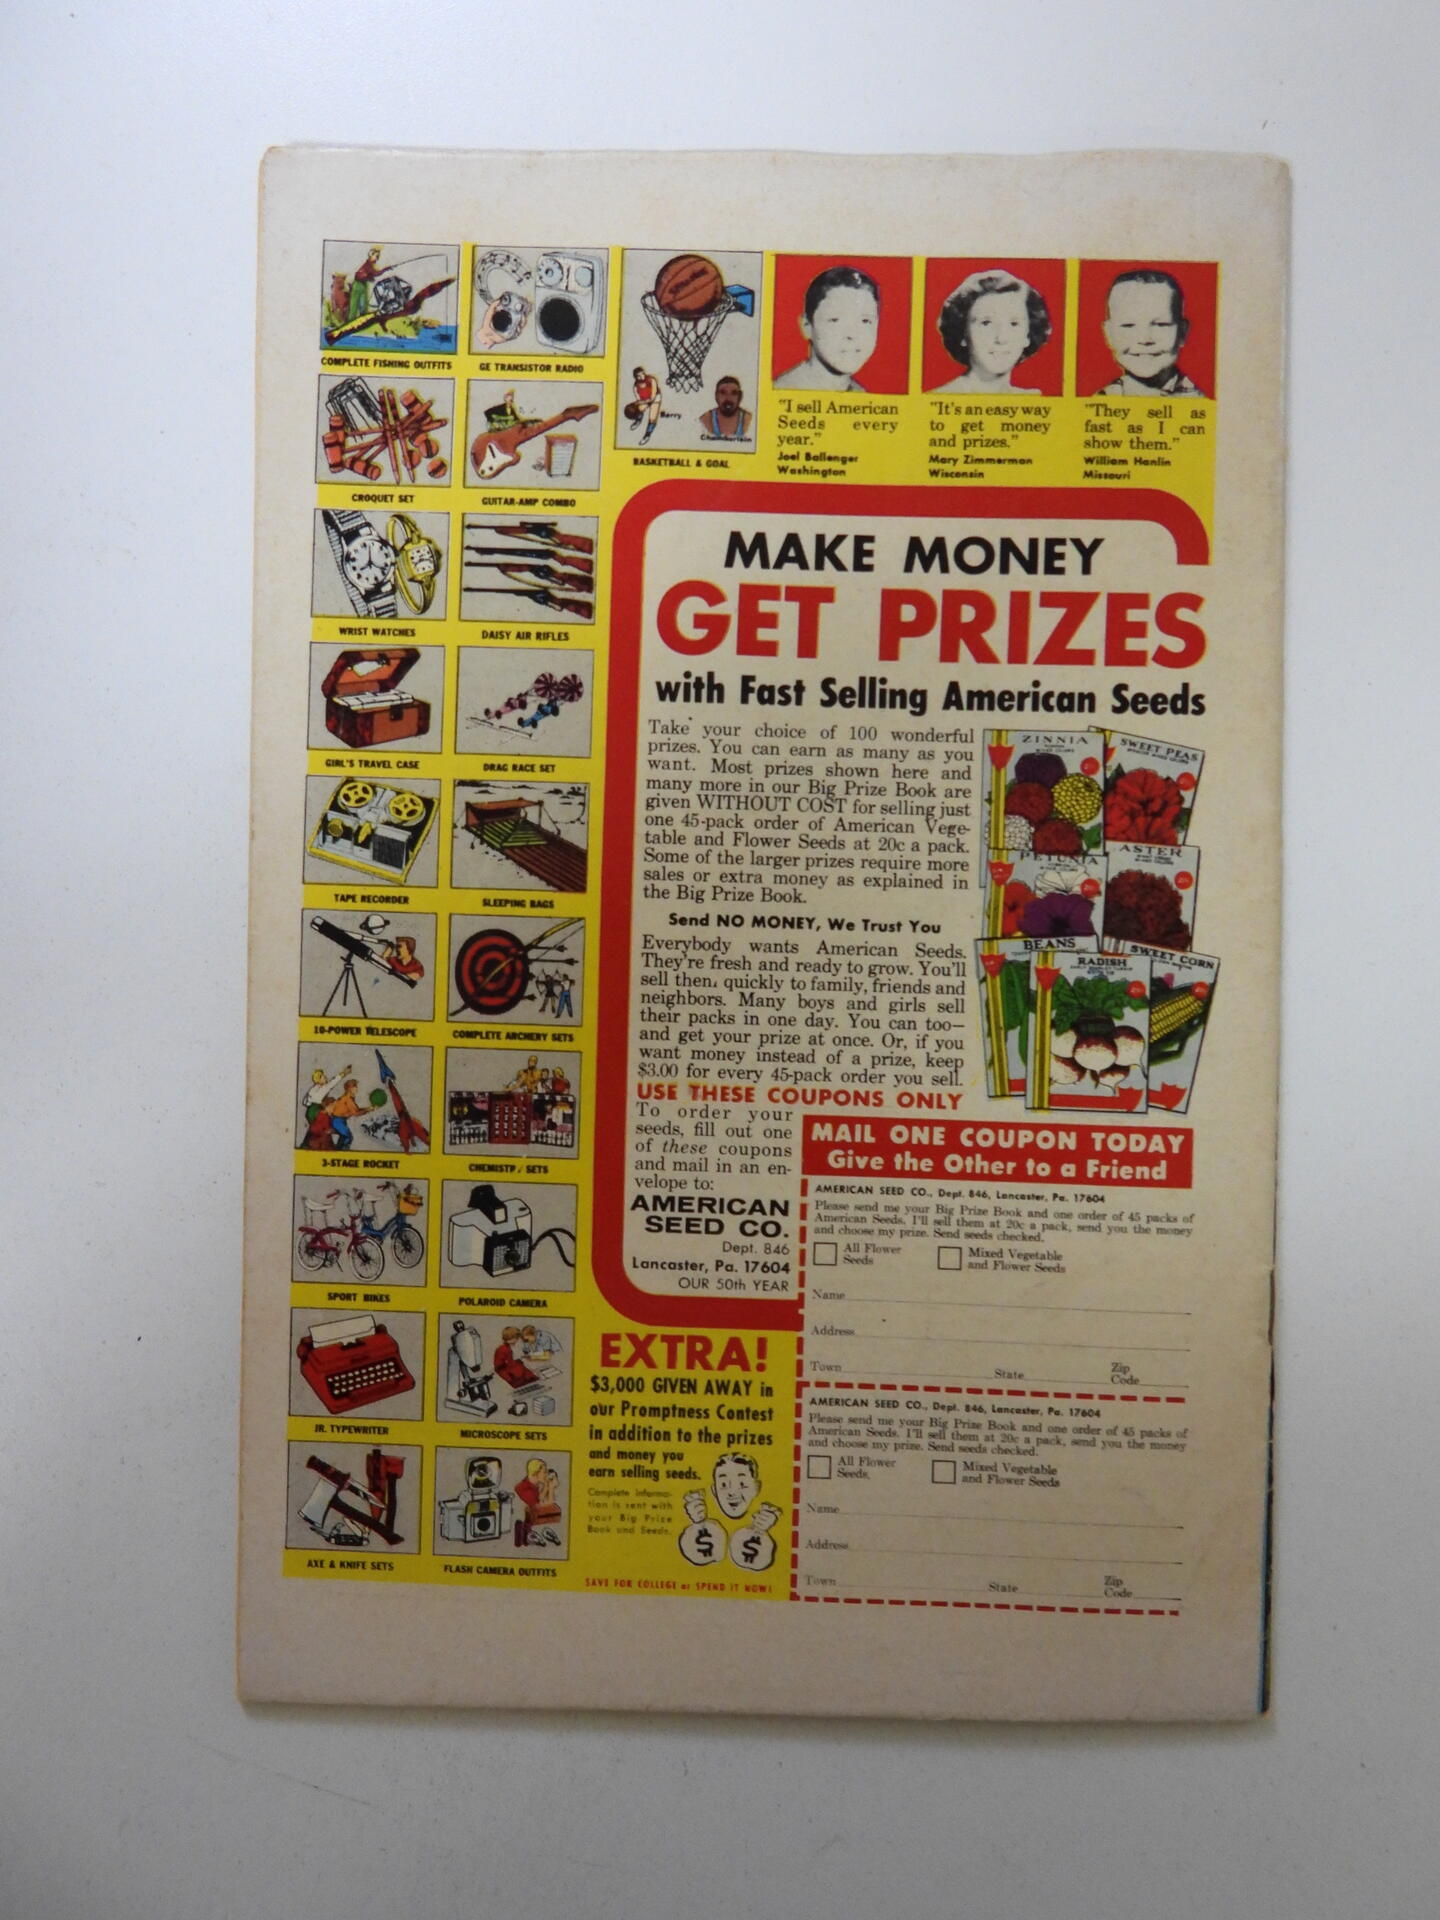 COMPLETE FISHING OUTFITS
GE TRANSISTOR RADIO
CROQUET SET
GUITAR-AMP COMBO
WRIST WATCHES
DAISY AIR RIFLES
GIRL'S TRAVEL CASE
DRAG RACE SET
TAPE RECORDER
SLEEPING BAGS
10-POWER TELESCOPE
COMPLETE ARCHERY SETS
3-STAGE ROCKET
CHEMISTR SETS
SPORT BIKES
POLAROID CAMERA
JR. TYPEWRITER
MICROSCOPE SETS
AXE & KNIFE SETS
FLASH CAMERA OUTFITS
Barry
Chamberlain
BASKETBALL & GOAL
"I sell American
Seeds every
year."
Joel Ballenger
Washington
"It's an easy way
to get money
and prizes."
Mary Zimmerman
Wisconsin
"They sell as
fast as I can
show them."
William Hanlin
Missouri
MAKE MONEY
GET PRIZES
with Fast Selling American Seeds
Take your choice of 100 wonderful
prizes. You can earn as many as you
want. Most prizes shown here and
many more in our Big Prize Book are
given WITHOUT COST for selling just
one 45-pack order of American Vege-
table and Flower Seeds at 20c a pack.
Some of the larger prizes require more
sales or extra money as explained in
the Big Prize Book.
Send NO MONEY, We Trust You
Everybody wants American Seeds.
They're fresh and ready to grow. You'll
sell them quickly to family, friends and
neighbors. Many boys and girls sell
their packs in one day. You can too—
and get your prize at once. Or, if you
want money instead of a prize, keep
$3.00 for every 45-pack order you sell.
USE THESE COUPONS ONLY
To order your
seeds, fill out one
of these coupons
and mail in an en-
velope to:
AMERICAN
SEED CO.
Dept. 846
Lancaster, Pa. 17604
OUR 50th YEAR
ZINNIA
SWEET PEAS
PETUNIA
ASTER
BEANS
RADISH
SWEET CORN
MAIL ONE COUPON TODAY
Give the Other to a Friend
AMERICAN SEED CO., Dept. 846, Lancaster, Pa. 17604
Please send me your Big Prize Book and one order of 45 packs of
American Seeds. I'll sell them at 20c a pack, send you the money
and choose my prize. Send seeds checked.
All Flower
Seeds
Mixed Vegetable
and Flower Seeds
Name
Address
Town State Zip
Code
AMERICAN SEED CO., Dept. 846, Lancaster, Pa. 17604
Please send me your Big Prize Book and one order of 45 packs of
American Seeds. I'll sell them at 20c a pack, send you the money
and choose my prize. Send seeds checked.
All Flower
Seeds
Mixed Vegetable
and Flower Seeds
Name
Address
Town State Zip
Code
EXTRA!
$3,000 GIVEN AWAY in
our Promptness Contest
in addition to the prizes
and money you
earn selling seeds.
Complete informa-
tion is sent with
your Big Prize
Book and Seeds.
$ $
SAVE FOR COLLEGE or SPEND IT NOW!